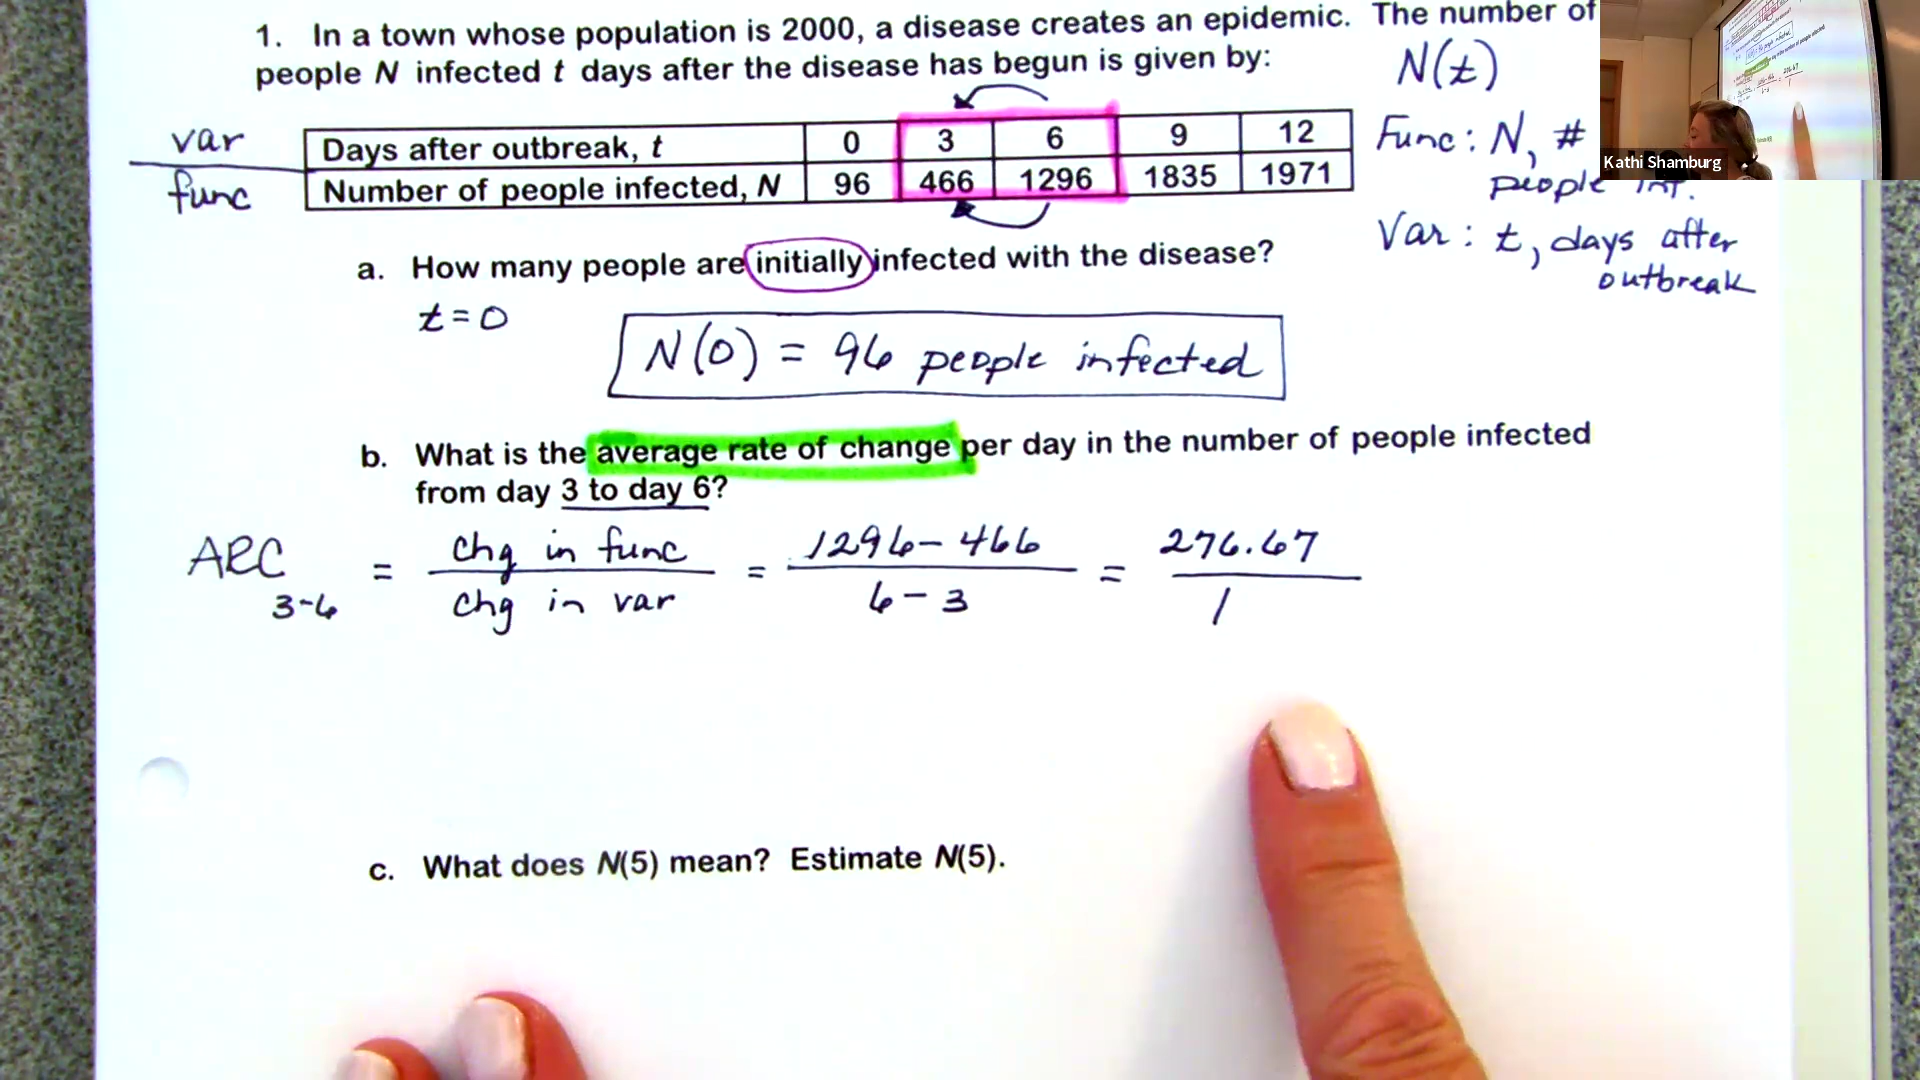 1. In a town whose population is 2000, a disease creates an epidemic. The number of
people N infected t days after the disease has begun is given by:
N(t)
var
Days after outbreak, t 0 3 6 9 12
func
Number of people infected, N 96 466 1296 1835 1971
Func: N, #
people inf.
Var: t, days after
outbreak
Kathi Shamburg
a. How many people are initially infected with the disease?
t=0
N(0) = 96 people infected
b. What is the average rate of change per day in the number of people infected
from day 3 to day 6?
ARC 3-6 = chg in func / chg in var = 1296-466 / 6-3 = 276.67 / 1
c. What does N(5) mean? Estimate N(5).